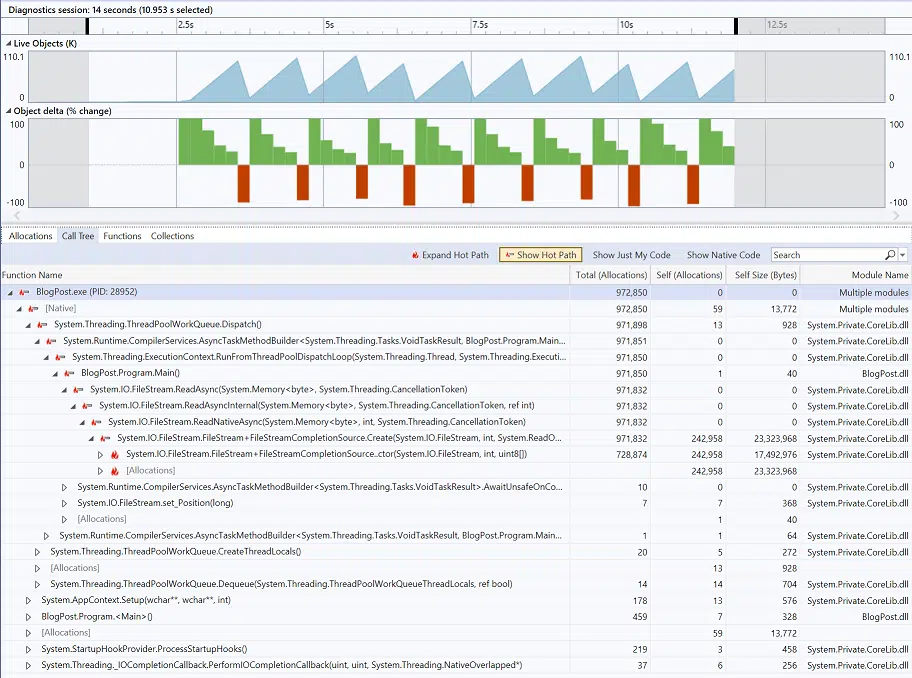 Diagnostics session: 14 seconds (10.953 s selected)
2.5s 5s 7.5s 10s 12.5s
Live Objects (K)
110.1 110.1
0 0
Object delta (% change)
100 100
0 0
-100 -100
Allocations Call Tree Functions Collections
Expand Hot Path Show Hot Path Show Just My Code Show Native Code Search
Function Name Total (Allocations) Self (Allocations) Self Size (Bytes) Module Name
BlogPost.exe (PID: 28952) 972,850 0 0 Multiple modules
[Native] 972,850 59 13,772 Multiple modules
System.Threading.ThreadPoolWorkQueue.Dispatch() 971,898 13 928 System.Private.CoreLib.dll
System.Runtime.CompilerServices.AsyncTaskMethodBuilder<System.Threading.Tasks.VoidTaskResult, BlogPost.Program.Main... 971,851 0 0 System.Private.CoreLib.dll
System.Threading.ExecutionContext.RunFromThreadPoolDispatchLoop(System.Threading.Thread, System.Threading.Executi... 971,850 0 0 System.Private.CoreLib.dll
BlogPost.Program.Main() 971,850 1 40 BlogPost.dll
System.IO.FileStream.ReadAsync(System.Memory<byte>, System.Threading.CancellationToken) 971,832 0 0 System.Private.CoreLib.dll
System.IO.FileStream.ReadAsyncInternal(System.Memory<byte>, System.Threading.CancellationToken, ref int) 971,832 0 0 System.Private.CoreLib.dll
System.IO.FileStream.ReadNativeAsync(System.Memory<byte>, int, System.Threading.CancellationToken) 971,832 0 0 System.Private.CoreLib.dll
System.IO.FileStream.FileStream+FileStreamCompletionSource.Create(System.IO.FileStream, int, System.ReadO... 971,832 242,958 23,323,968 System.Private.CoreLib.dll
System.IO.FileStream.FileStream+FileStreamCompletionSource..ctor(System.IO.FileStream, int, uint8[]) 728,874 242,958 17,492,976 System.Private.CoreLib.dll
[Allocations] 242,958 23,323,968
System.Runtime.CompilerServices.AsyncTaskMethodBuilder<System.Threading.Tasks.VoidTaskResult>.AwaitUnsafeOnCo... 10 0 0 System.Private.CoreLib.dll
System.IO.FileStream.set_Position(long) 7 7 368 System.Private.CoreLib.dll
[Allocations] 1 40
System.Runtime.CompilerServices.AsyncTaskMethodBuilder<System.Threading.Tasks.VoidTaskResult, BlogPost.Program.Main... 1 1 64 System.Private.CoreLib.dll
System.Threading.ThreadPoolWorkQueue.CreateThreadLocals() 20 5 272 System.Private.CoreLib.dll
[Allocations] 13 928
System.Threading.ThreadPoolWorkQueue.Dequeue(System.Threading.ThreadPoolWorkQueueThreadLocals, ref bool) 14 14 704 System.Private.CoreLib.dll
System.AppContext.Setup(wchar**, wchar**, int) 178 13 576 System.Private.CoreLib.dll
BlogPost.Program.<Main>() 459 7 328 BlogPost.dll
[Allocations] 59 13,772
System.StartupHookProvider.ProcessStartupHooks() 219 3 458 System.Private.CoreLib.dll
System.Threading._IOCompletionCallback.PerformIOCompletionCallback(uint, uint, System.Threading.NativeOverlapped*) 37 6 256 System.Private.CoreLib.dll